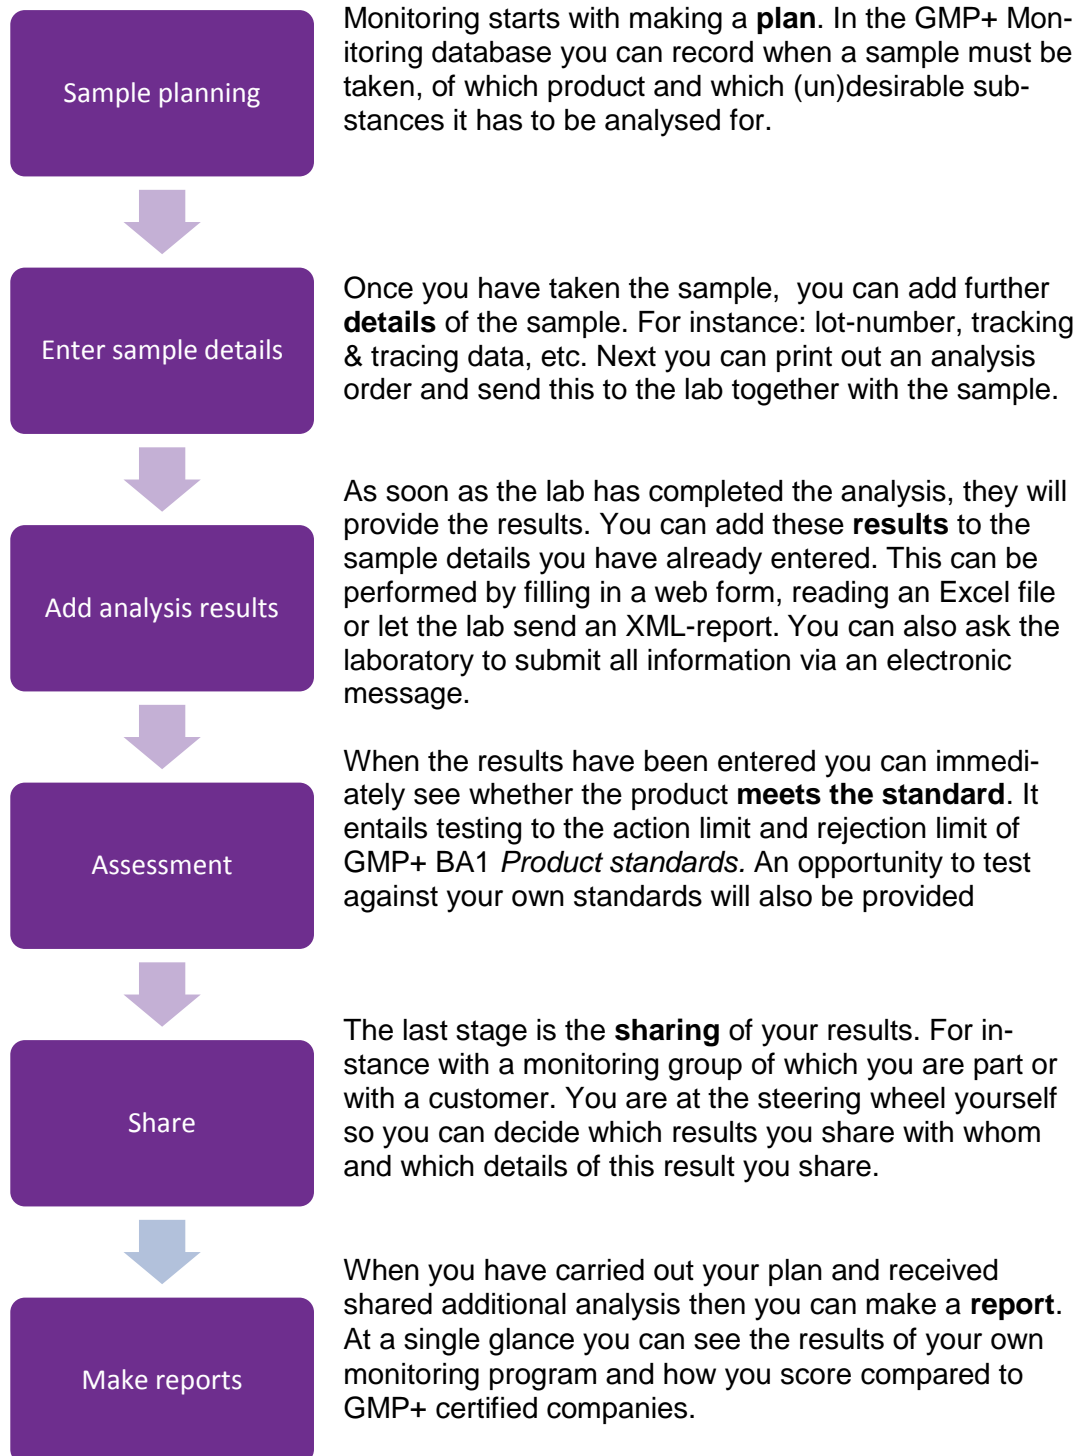 Sample planning
Monitoring starts with making a plan. In the GMP+ Mon-
itoring database you can record when a sample must be
taken, of which product and which (un)desirable sub-
stances it has to be analysed for.
Enter sample details
Once you have taken the sample,  you can add further
details of the sample. For instance: lot-number, tracking
& tracing data, etc. Next you can print out an analysis
order and send this to the lab together with the sample.
Add analysis results
As soon as the lab has completed the analysis, they will
provide the results. You can add these results to the
sample details you have already entered. This can be
performed by filling in a web form, reading an Excel file
or let the lab send an XML-report. You can also ask the
laboratory to submit all information via an electronic
message.
Assessment
When the results have been entered you can immedi-
ately see whether the product meets the standard. It
entails testing to the action limit and rejection limit of
GMP+ BA1 Product standards. An opportunity to test
against your own standards will also be provided
Share
The last stage is the sharing of your results. For in-
stance with a monitoring group of which you are part or
with a customer. You are at the steering wheel yourself
so you can decide which results you share with whom
and which details of this result you share.
Make reports
When you have carried out your plan and received
shared additional analysis then you can make a report.
At a single glance you can see the results of your own
monitoring program and how you score compared to
GMP+ certified companies.